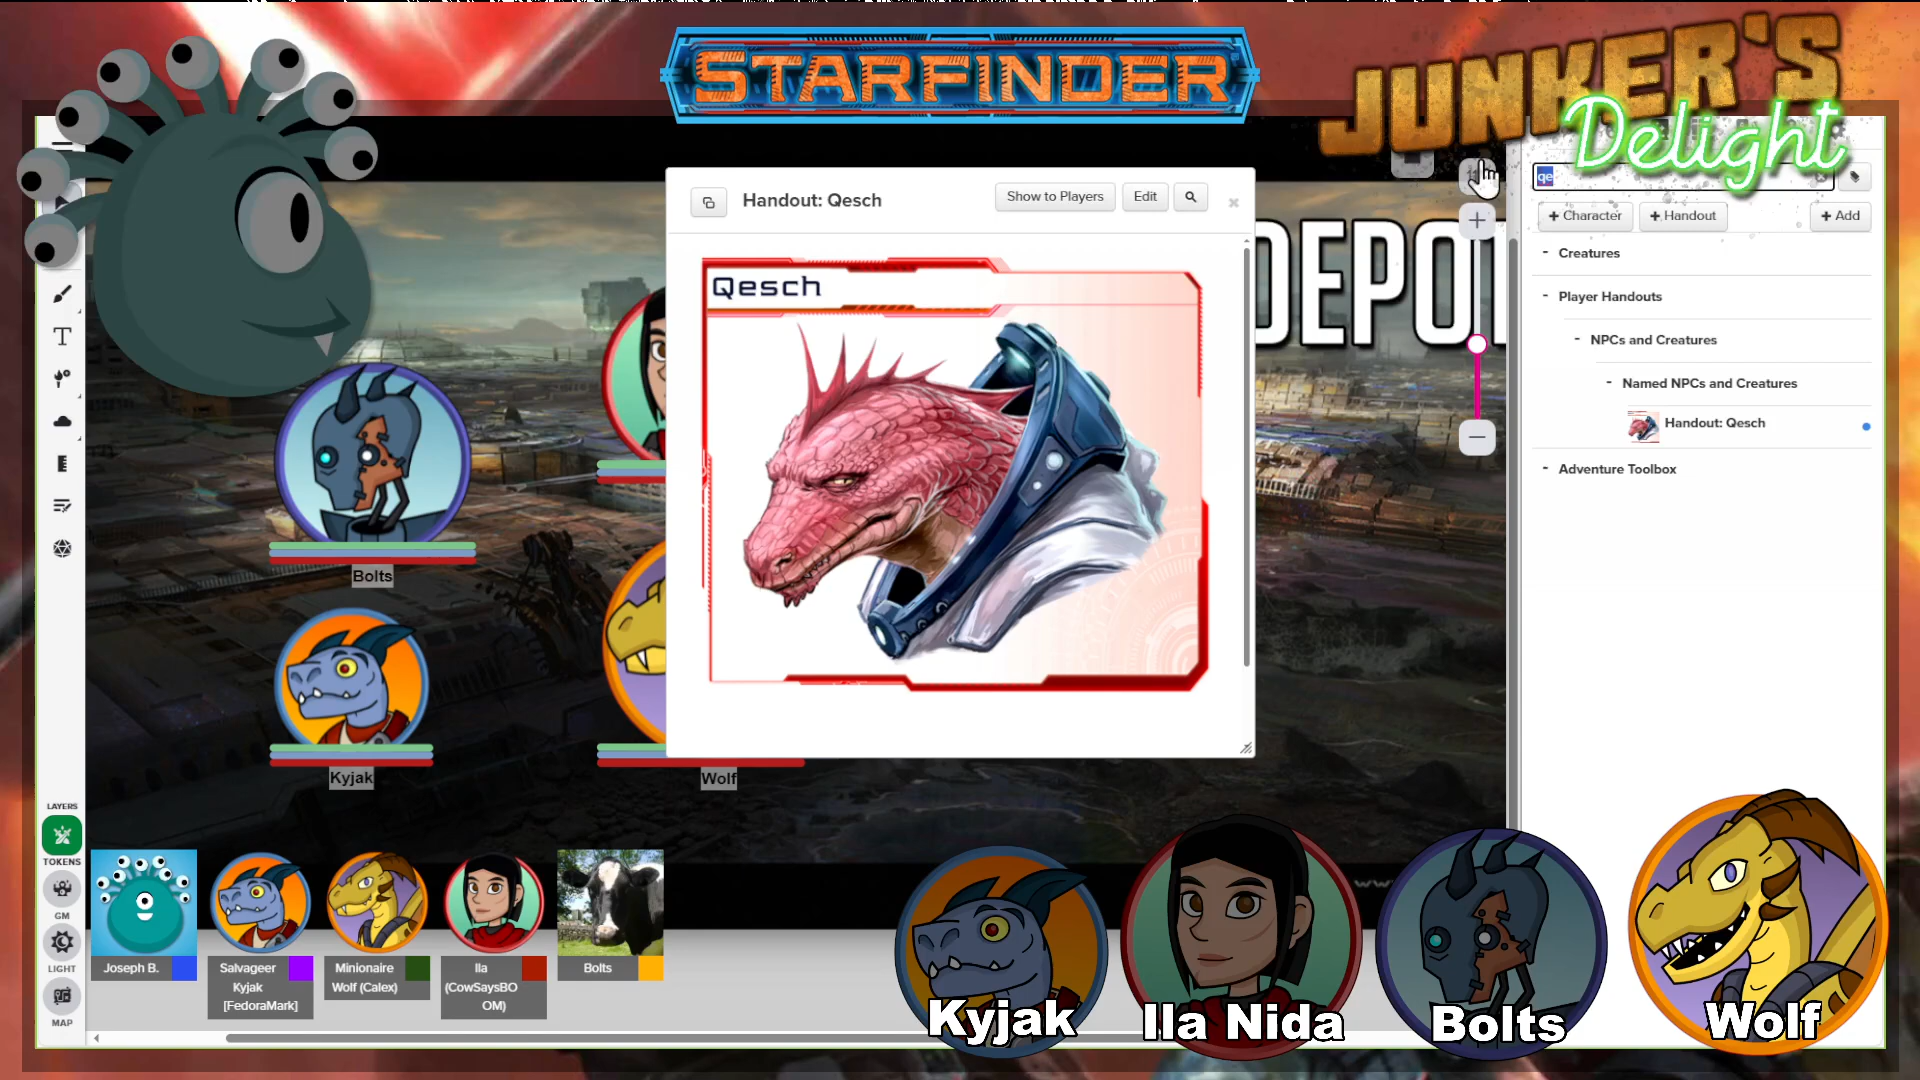 STARFINDER
JUNKER'S
Delight
Handout: Qesch
Show to Players
Edit
Qesch
DEPO
qe
+ Character
+ Handout
+ Add
- Creatures
- Player Handouts
- NPCs and Creatures
- Named NPCs and Creatures
Handout: Qesch
- Adventure Toolbox
T
Bolts
Kyjak
Wolf
LAYERS
TOKENS
GM
LIGHT
MAP
Joseph B.
Salvageer
Kyjak
[FedoraMark]
Minionaire
Wolf (Calex)
Ila
(CowSaysBO
OM)
Bolts
Kyjak
Ila Nida
Bolts
Wolf